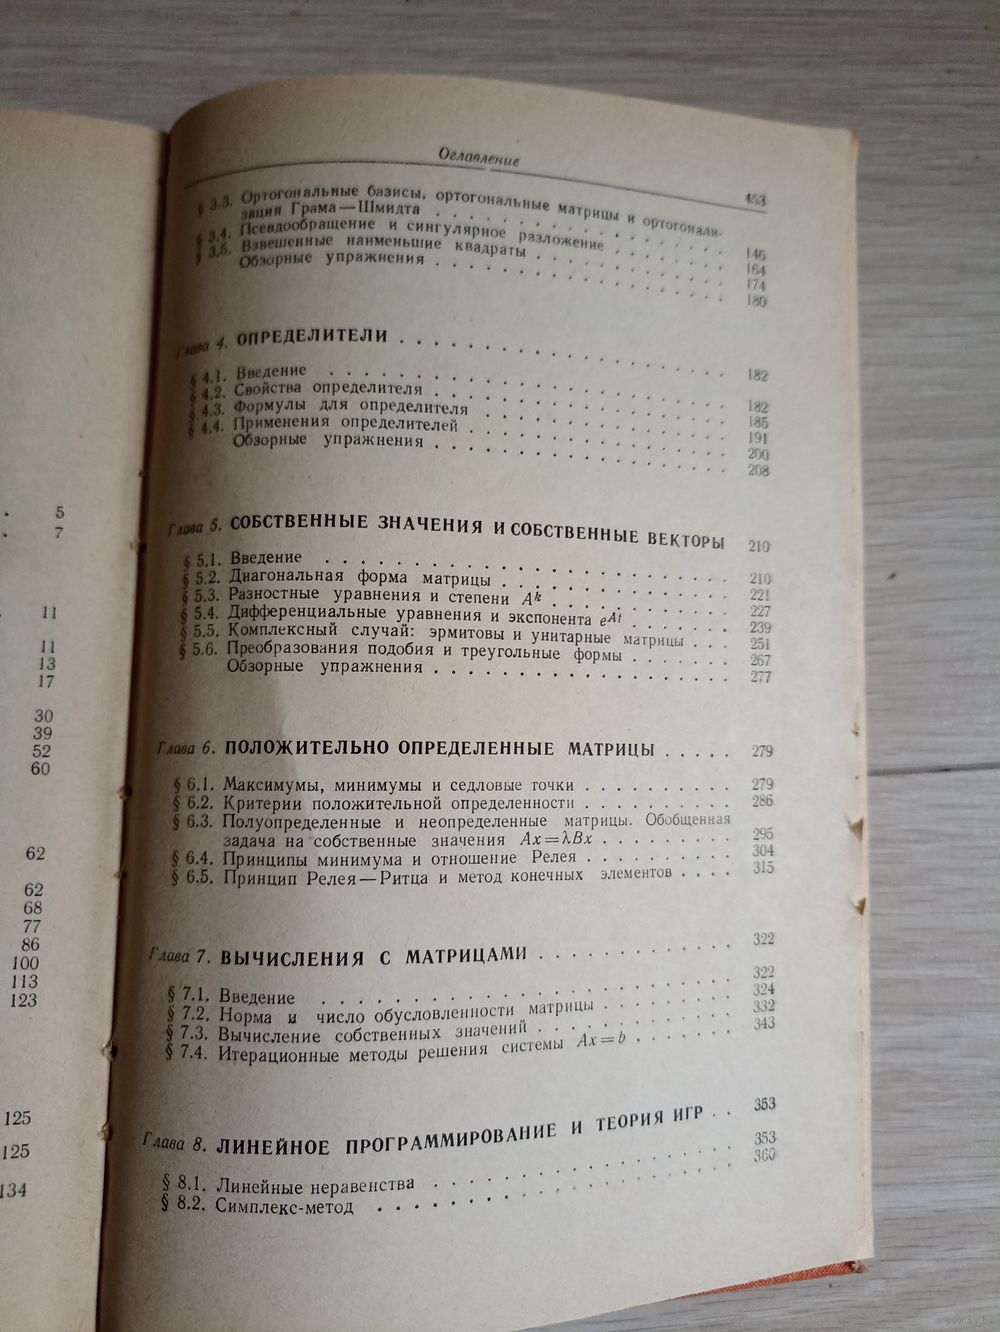 Оглавление 453
§ 3.3. Ортогональные базисы, ортогональные матрицы и ортогонали-
зация Грама — Шмидта . . . . . . . . . . 146
§ 3.4. Псевдообращение и сингулярное разложение . . . . . . 164
§ 3.5. Взвешенные наименьшие квадраты . . . . . . . . . 174
Обзорные упражнения . . . . . . . . . . . . 180
Глава 4. ОПРЕДЕЛИТЕЛИ . . . . . . . . . . . . 182
§ 4.1. Введение . . . . . . . . . . . . 182
§ 4.2. Свойства определителя . . . . . . . . . . . . 185
§ 4.3. Формулы для определителя . . . . . . . . . . . 191
§ 4.4. Применения определителей . . . . . . . . . . . 200
Обзорные упражнения . . . . . . . . . . . . 208
Глава 5. СОБСТВЕННЫЕ ЗНАЧЕНИЯ И СОБСТВЕННЫЕ ВЕКТОРЫ 210
§ 5.1. Введение . . . . . . . . . . . . 210
§ 5.2. Диагональная форма матрицы . . . . . . . . . . 221
§ 5.3. Разностные уравнения и степени Aᵏ . . . . . . . . 227
§ 5.4. Дифференциальные уравнения и экспонента eᴬᵗ . . . . . 239
§ 5.5. Комплексный случай: эрмитовы и унитарные матрицы . . . 251
§ 5.6. Преобразования подобия и треугольные формы . . . . . . 267
Обзорные упражнения . . . . . . . . . . . . 277
Глава 6. ПОЛОЖИТЕЛЬНО ОПРЕДЕЛЕННЫЕ МАТРИЦЫ . . . . . 279
§ 6.1. Максимумы, минимумы и седловые точки . . . . . . . . . 279
§ 6.2. Критерии положительной определенности . . . . . . . . . 286
§ 6.3. Полуопределенные и неопределенные матрицы. Обобщенная
задача на собственные значения Ax=λBx . . . . . . . . 295
§ 6.4. Принципы минимума и отношение Релея . . . . . . . . . 304
§ 6.5. Принцип Релея — Ритца и метод конечных элементов . . . . 315
Глава 7. ВЫЧИСЛЕНИЯ С МАТРИЦАМИ . . . . . . . . . . 322
§ 7.1. Введение . . . . . . . . . . . . 322
§ 7.2. Норма и число обусловленности матрицы . . . . . . . 324
§ 7.3. Вычисление собственных значений . . . . . . . . . 332
§ 7.4. Итерационные методы решения системы Ax = b . . . . . . 343
Глава 8. ЛИНЕЙНОЕ ПРОГРАММИРОВАНИЕ И ТЕОРИЯ ИГР . . 353
§ 8.1. Линейные неравенства . . . . . . . . . . . . 353
§ 8.2. Симплекс-метод . . . . . . . . . . . . 360
. 5
. 7
. 11
11
13
17
30
39
52
60
62
62
68
77
86
100
113
123
125
125
134